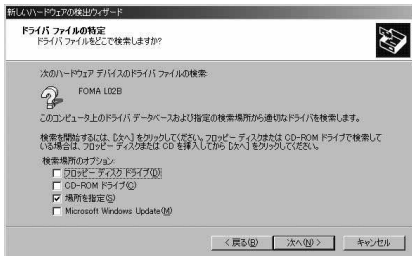 新しいハードウェアの検出ウィザード
ドライバ ファイルの特定
ドライバ ファイルをどこで検索しますか?
次のハードウェア デバイスのドライバ ファイルの検索:
FOMA L02B
このコンピュータ上のドライバ データベースおよび指定の検索場所から適切なドライバを検索します。
検索を開始するには、[次へ] をクリックしてください。フロッピー ディスクまたは CD-ROM ドライブで検索して
いる場合は、フロッピー ディスクまたは CD を挿入してから [次へ] をクリックしてください。
検索場所のオプション:
フロッピー ディスク ドライブ(D)
CD-ROM ドライブ(C)
場所を指定(S)
Microsoft Windows Update(M)
< 戻る(B)
次へ(N) >
キャンセル